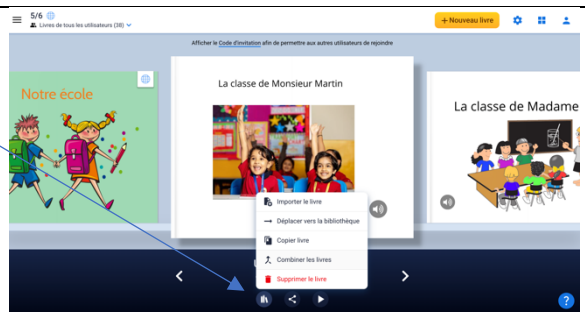 5/6
Livres de tous les utilisateurs (38)
+ Nouveau livre
Afficher le Code d'invitation afin de permettre aux autres utilisateurs de rejoindre
Notre école
La classe de Monsieur Martin
La classe de Madame
Importer le livre
Déplacer vers la bibliothèque
Copier livre
Combiner les livres
Supprimer le livre
?